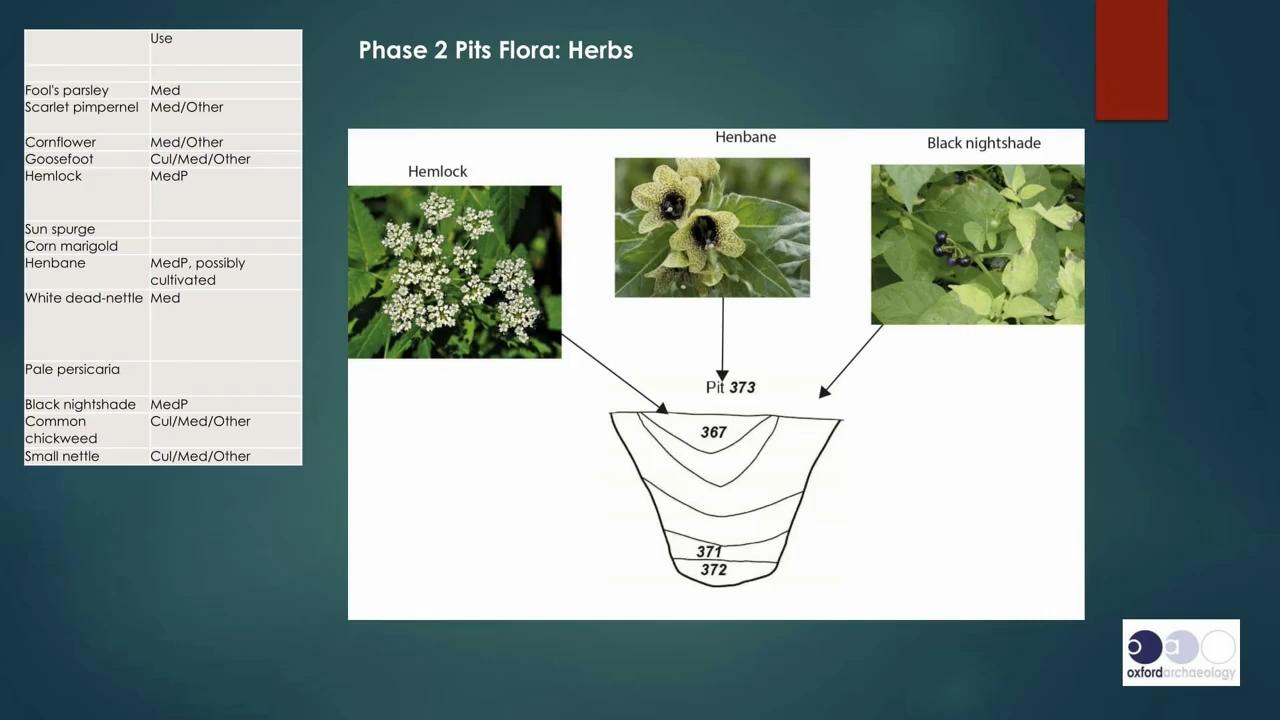 Phase 2 Pits Flora: Herbs
Use
Fool's parsley Med
Scarlet pimpernel Med/Other
Cornflower Med/Other
Goosefoot Cul/Med/Other
Hemlock MedP
Sun spurge
Corn marigold
Henbane MedP, possibly
cultivated
White dead-nettle Med
Pale persicaria
Black nightshade MedP
Common Cul/Med/Other
chickweed
Small nettle Cul/Med/Other
Hemlock
Henbane
Black nightshade
Pit 373
367
371
372
oa
oxfordarchaeology